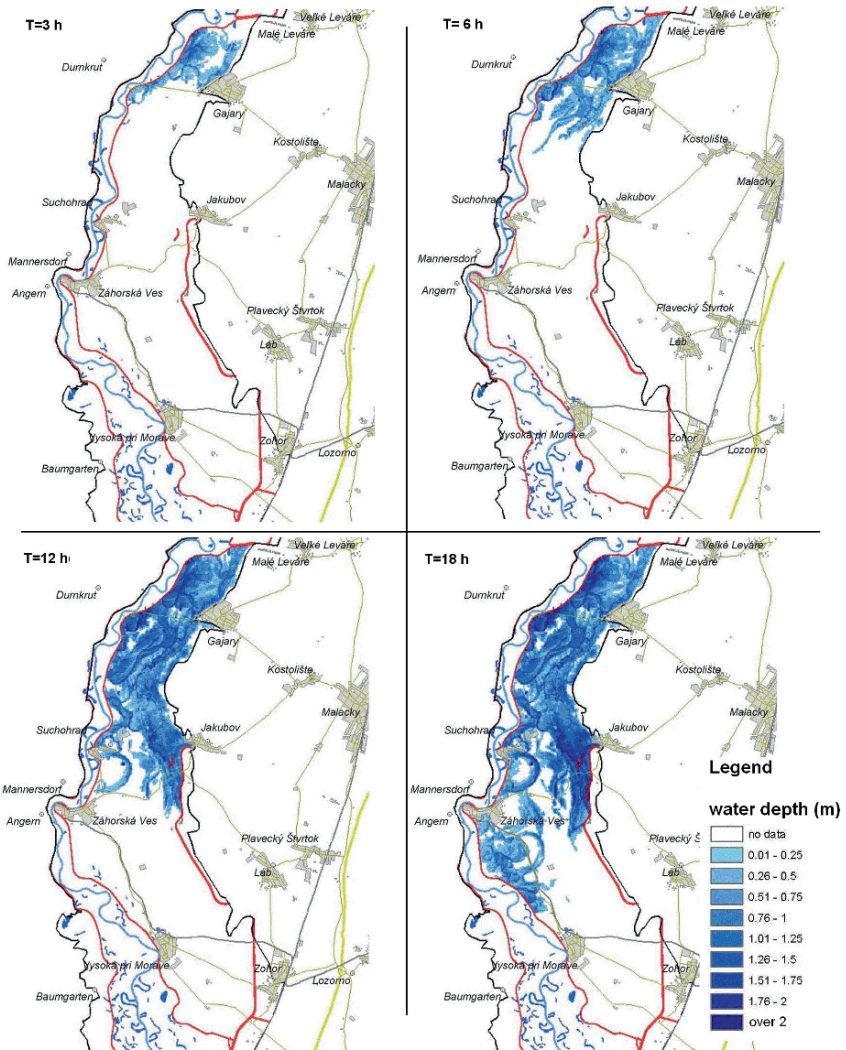 T=3 h
Velké Leváre
Malé Leváre
Durnkrut
Gajary
Kostolište
Malacky
Suchohrad
Jakubov
Mannersdorf
Angern
Záhorská Ves
Plavecký Štvrtok
Láb
Vysoká pri Morave
Zohor
Lozorno
Baumgarten
T= 6 h
Velké Leváre
Malé Leváre
Durnkrut
Gajary
Kostolište
Malacky
Suchohrad
Jakubov
Mannersdorf
Angern
Záhorská Ves
Plavecký Štvrtok
Láb
Vysoká pri Morave
Zohor
Lozorno
Baumgarten
T=12 h
Velké Leváre
Malé Leváre
Durnkrut
Gajary
Kostolište
Malacky
Suchohrad
Jakubov
Mannersdorf
Angern
Záhorská Ves
Plavecký Štvrtok
Láb
Vysoká pri Morave
Zohor
Lozorno
Baumgarten
T=18 h
Velké Leváre
Malé Leváre
Durnkrut
Gajary
Kostolište
Malacky
Suchohrad
Jakubov
Mannersdorf
Angern
Záhorská Ves
Plavecký Š
Láb
Vysoká pri Morave
Zohor
Baumgarten
Legend
water depth (m)
no data
0.01 - 0.25
0.26 - 0.5
0.51 - 0.75
0.76 - 1
1.01 - 1.25
1.26 - 1.5
1.51 - 1.75
1.76 - 2
over 2